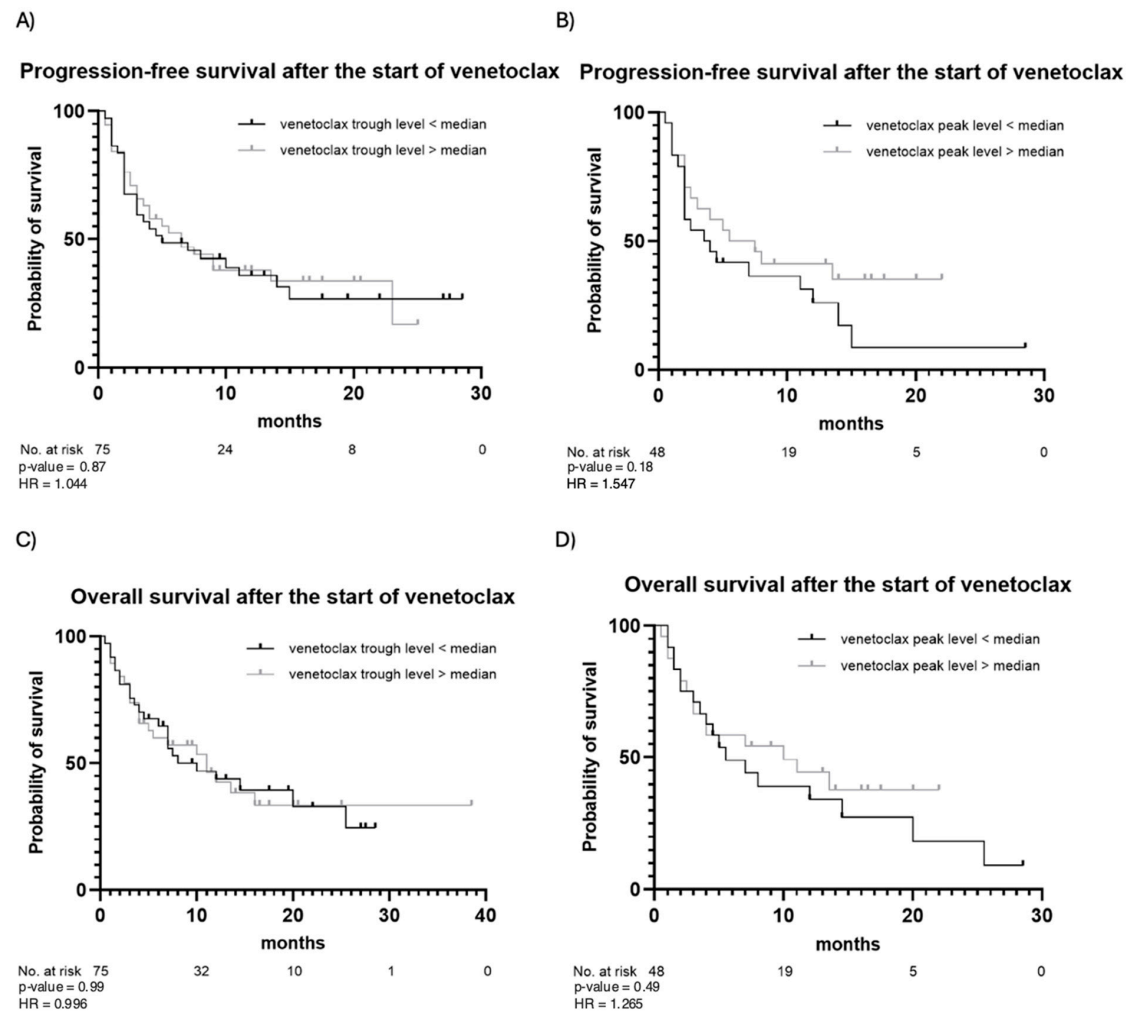 A)
Progression-free survival after the start of venetoclax
venetoclax trough level < median
venetoclax trough level > median
Probability of survival
100
50
0
0 10 20 30
months
No. at risk 75 24 8 0
p-value = 0.87
HR = 1.044
B)
Progression-free survival after the start of venetoclax
venetoclax peak level < median
venetoclax peak level > median
Probability of survival
100
50
0
0 10 20 30
months
No. at risk 48 19 5 0
p-value = 0.18
HR = 1.547
C)
Overall survival after the start of venetoclax
venetoclax trough level < median
venetoclax trough level > median
Probability of survival
100
50
0
0 10 20 30 40
months
No. at risk 75 32 10 1 0
p-value = 0.99
HR = 0.996
D)
Overall survival after the start of venetoclax
venetoclax peak level < median
venetoclax peak level > median
Probability of survival
100
50
0
0 10 20 30
months
No. at risk 48 19 5 0
p-value = 0.49
HR = 1.265